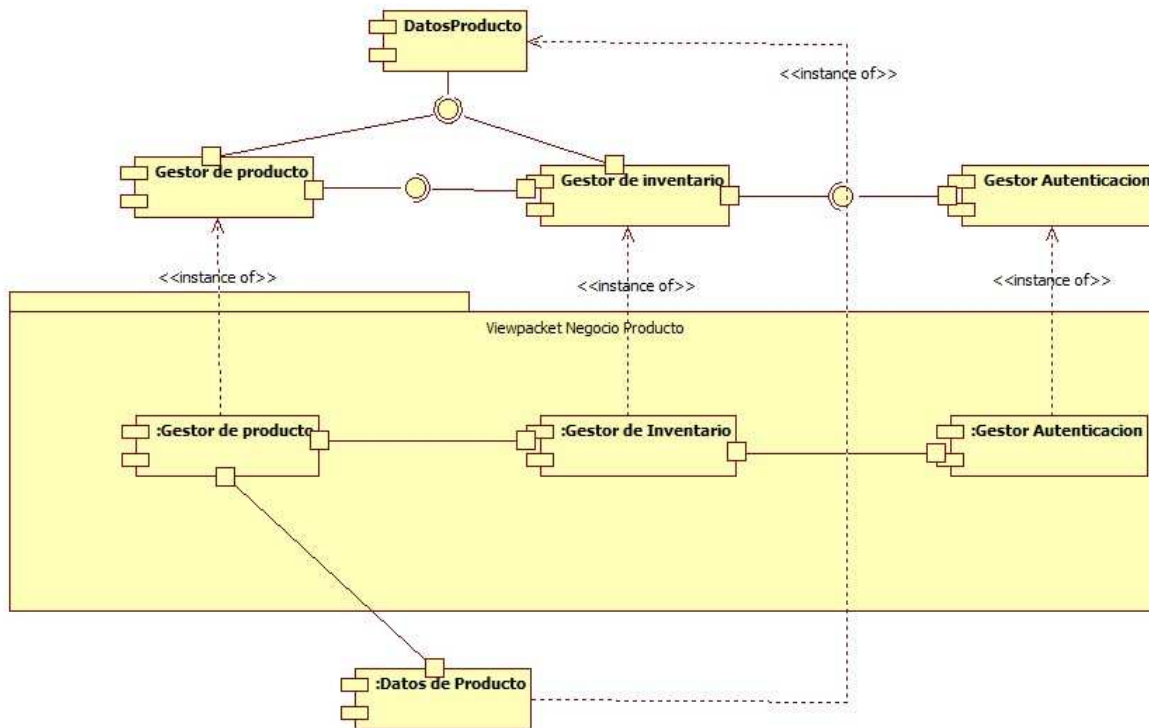 DatosProducto
<<instance of>>
Gestor de producto
Gestor de inventario
Gestor Autenticacion
<<instance of>>
<<instance of>>
<<instance of>>
Viewpacket Negocio Producto
:Gestor de producto
:Gestor de Inventario
:Gestor Autenticacion
:Datos de Producto